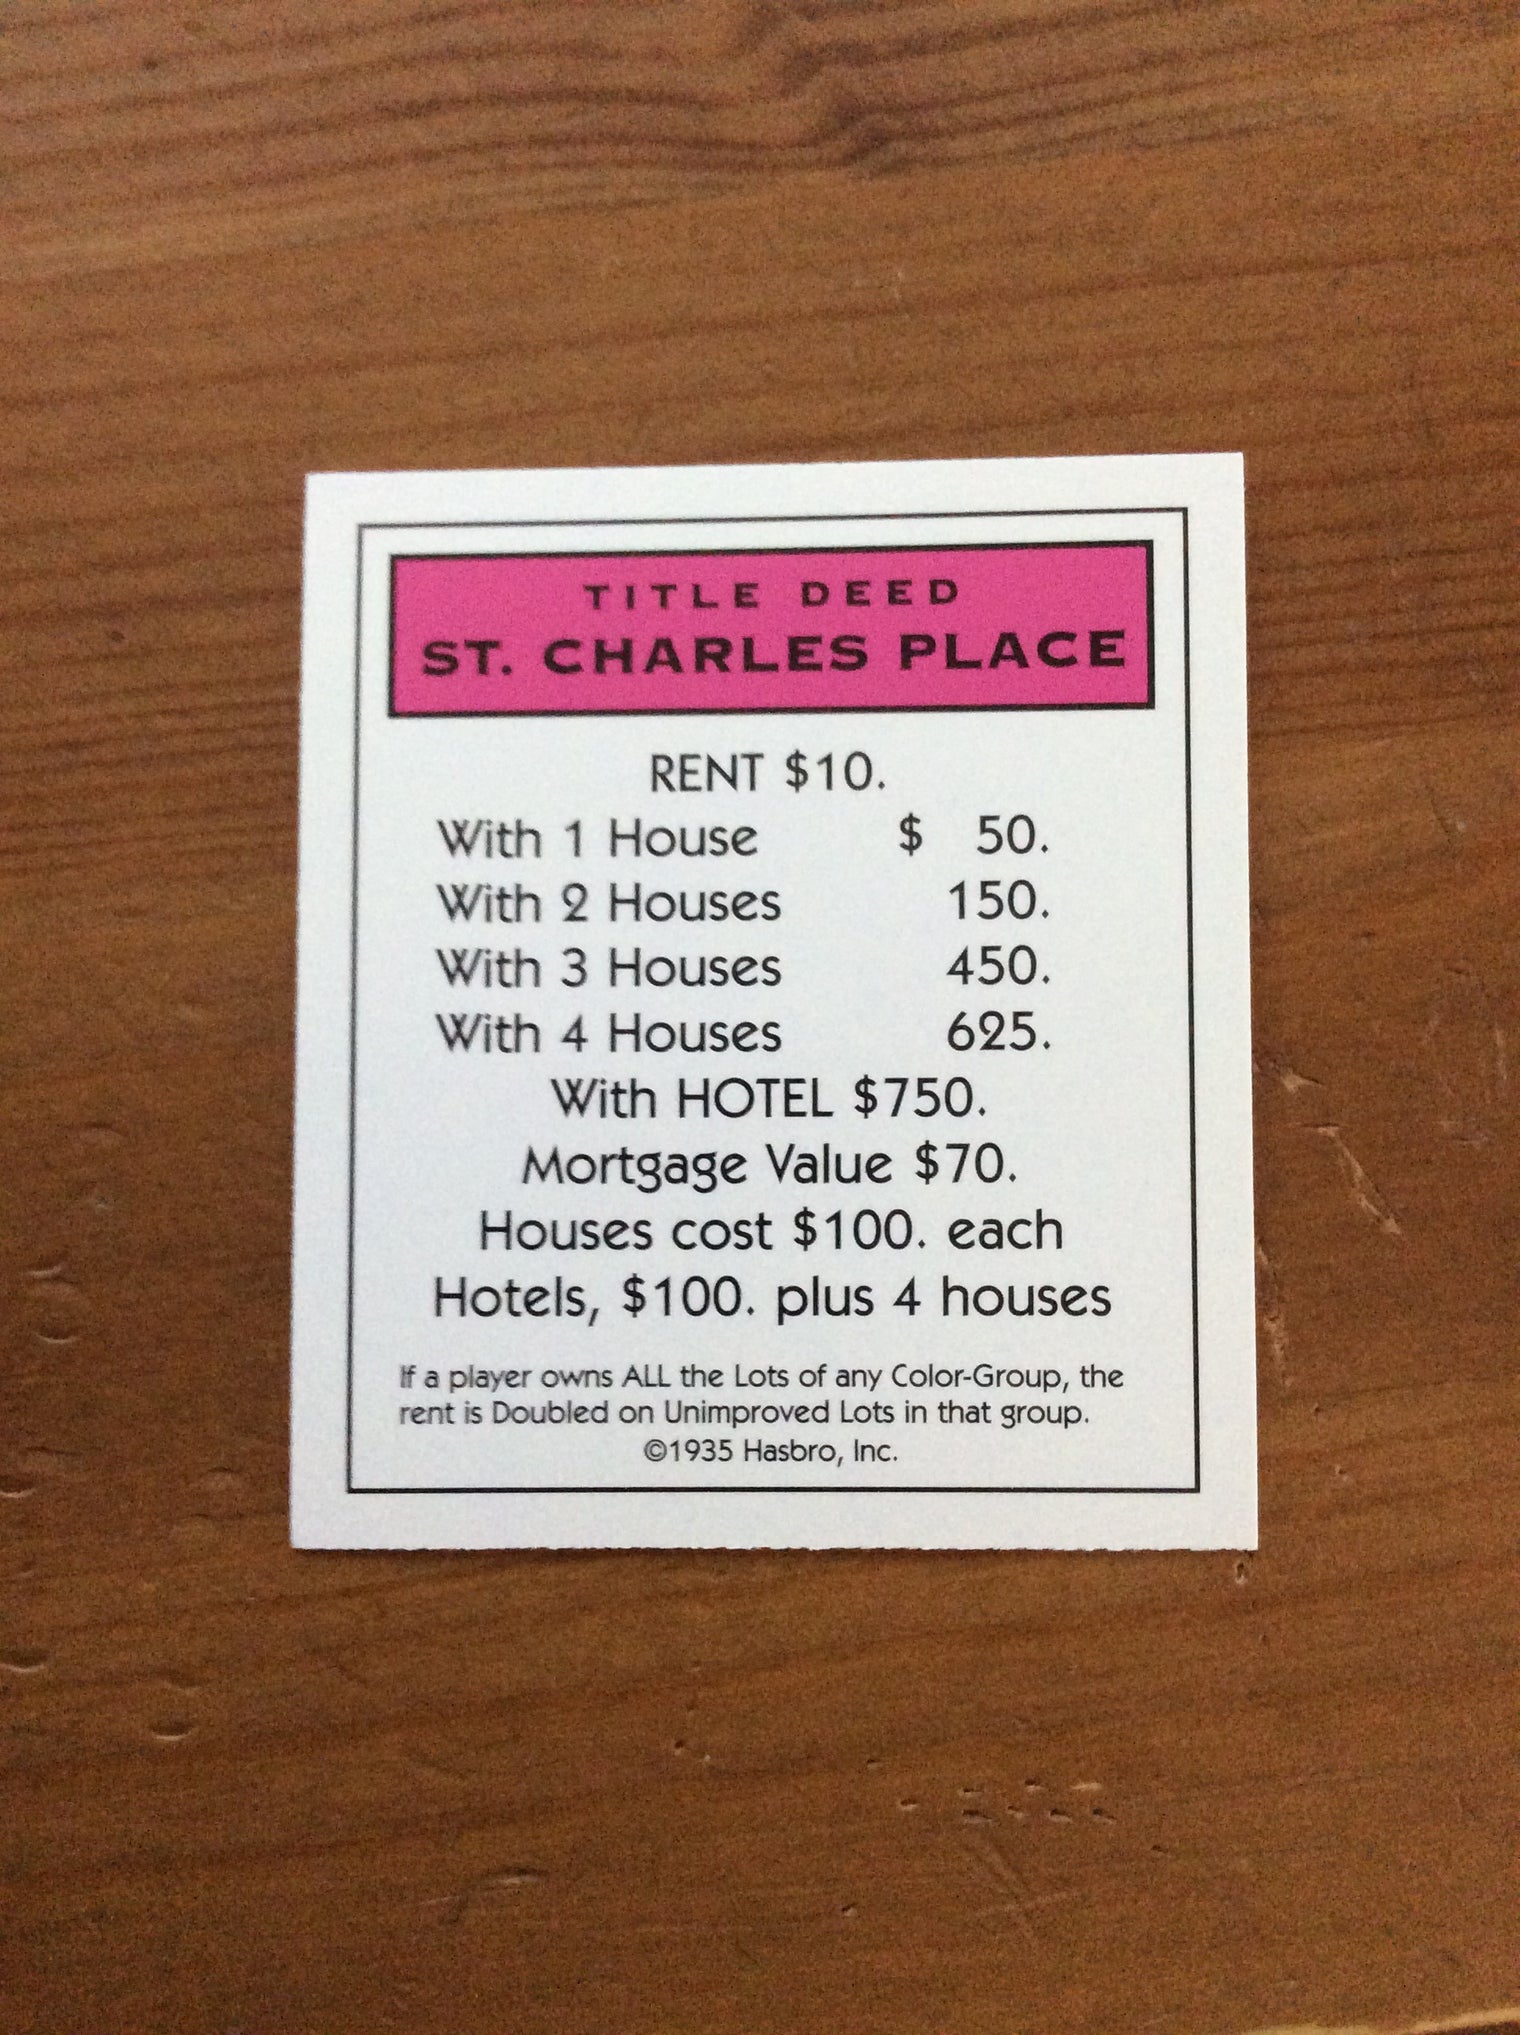 TITLE DEED
ST. CHARLES PLACE
RENT $10.
With 1 House $ 50.
With 2 Houses 150.
With 3 Houses 450.
With 4 Houses 625.
With HOTEL $750.
Mortgage Value $70.
Houses cost $100. each
Hotels, $100. plus 4 houses
If a player owns ALL the Lots of any Color-Group, the
rent is Doubled on Unimproved Lots in that group.
©1935 Hasbro, Inc.